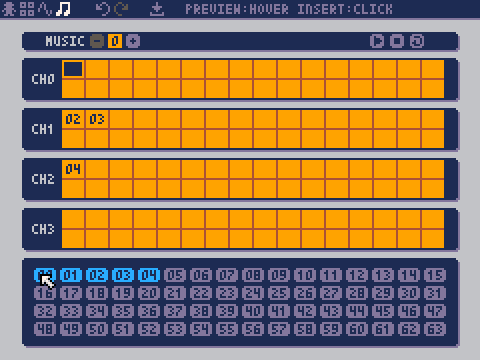 PREVIEW:HOVER INSERT:CLICK
MUSIC - 0 +
CH0
CH1 02 03
CH2 04
CH3
01 02 03 04 05 06 07 08 09 10 11 12 13 14 15
16 17 18 19 20 21 22 23 24 25 26 27 28 29 30 31
32 33 34 35 36 37 38 39 40 41 42 43 44 45 46 47
48 49 50 51 52 53 54 55 56 57 58 59 60 61 62 63